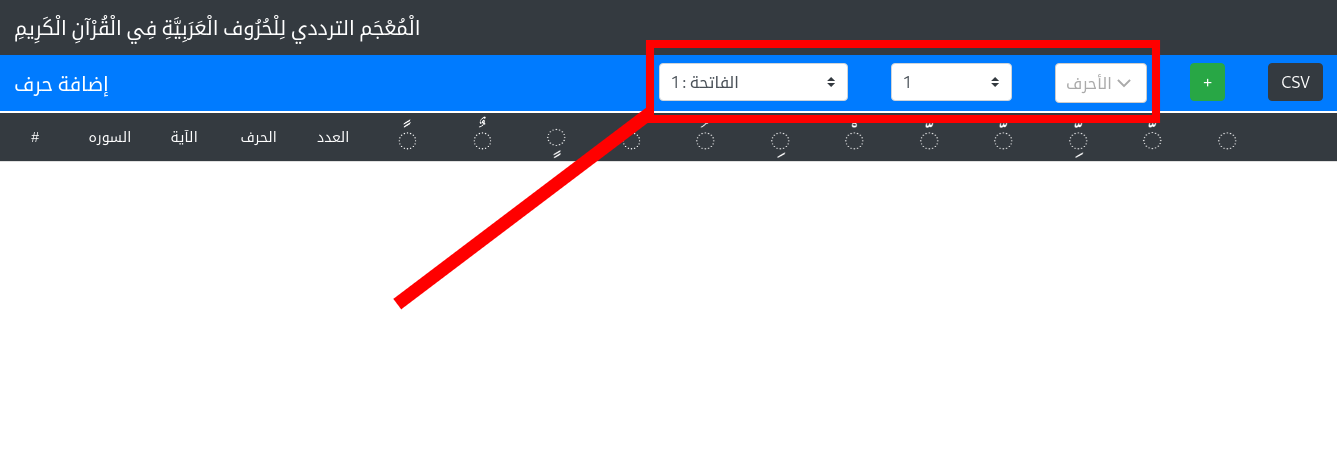 الْمُعْجَم الترددي لِلْحُرُوف الْعَرَبِيَّةِ فِي الْقُرْآنِ الْكَرِيمِ
إضافة حرف
1: الفاتحة
1
الأحرف
+
CSV
# السوره الآية الحرف العدد